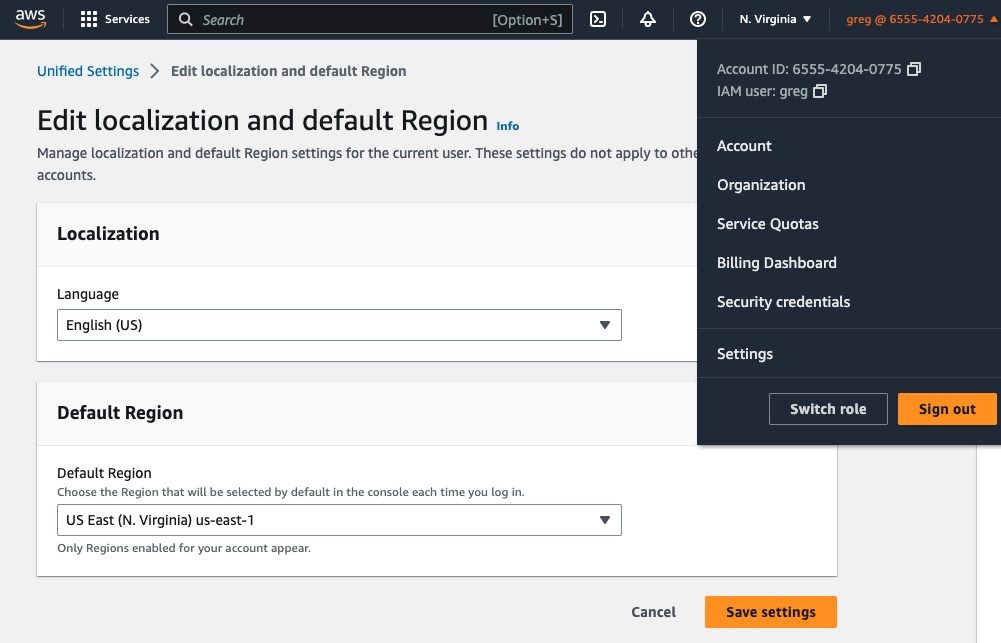 aws
Services
Search [Option+S]
N. Virginia
greg @ 6555-4204-0775
Unified Settings
Edit localization and default Region
Edit localization and default Region Info
Manage localization and default Region settings for the current user. These settings do not apply to othe
accounts.
Localization
Language
English (US)
Default Region
Default Region
Choose the Region that will be selected by default in the console each time you log in.
US East (N. Virginia) us-east-1
Only Regions enabled for your account appear.
Cancel
Save settings
Account ID: 6555-4204-0775
IAM user: greg
Account
Organization
Service Quotas
Billing Dashboard
Security credentials
Settings
Switch role
Sign out